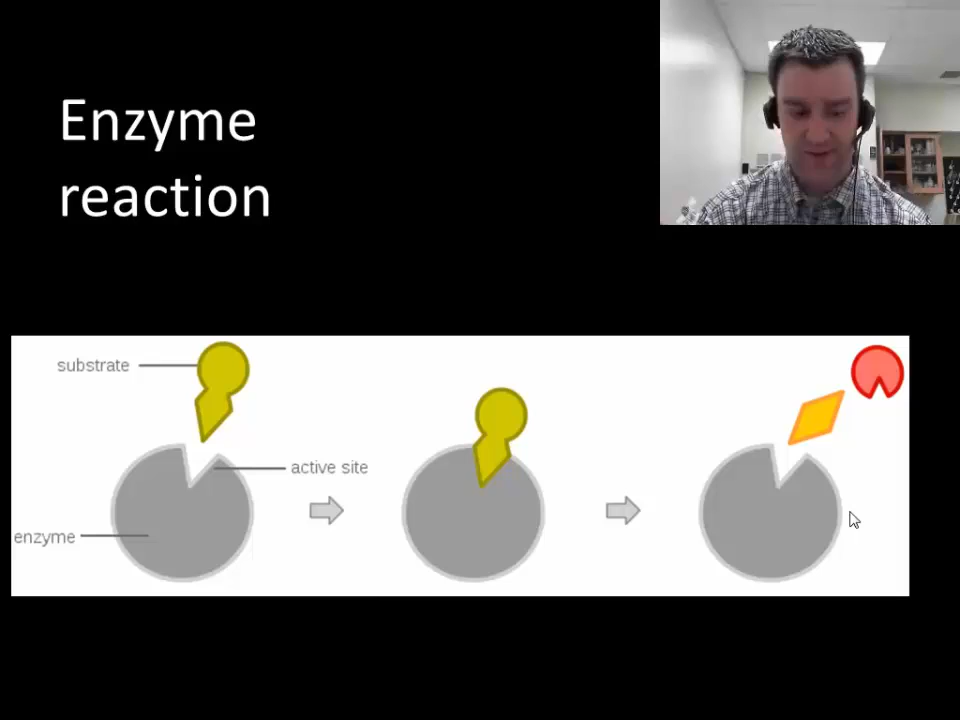 Enzyme
reaction
substrate
active site
enzyme